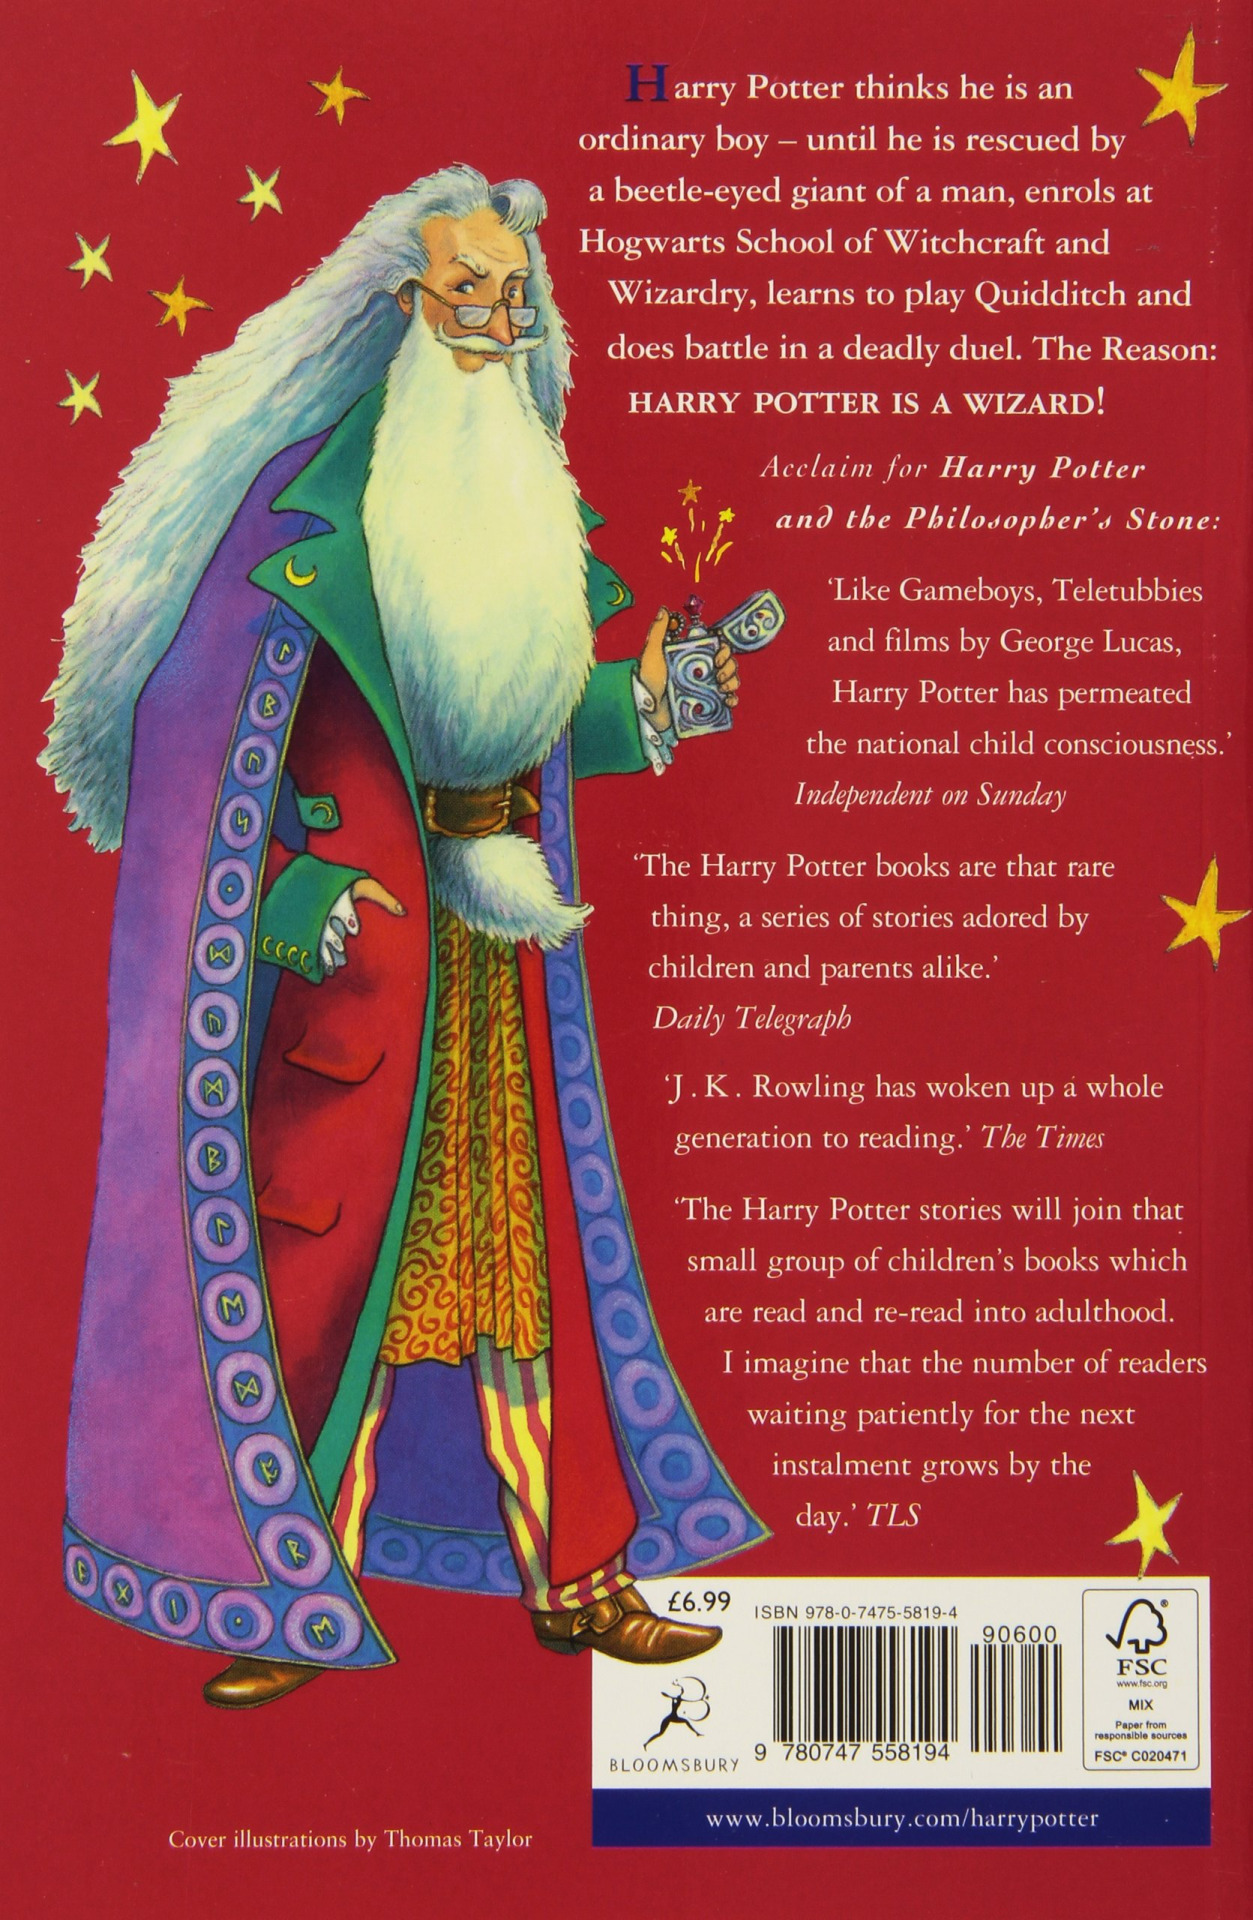 Harry Potter thinks he is an
ordinary boy – until he is rescued by
a beetle-eyed giant of a man, enrols at
Hogwarts School of Witchcraft and
Wizardry, learns to play Quidditch and
does battle in a deadly duel. The Reason:
HARRY POTTER IS A WIZARD!
Acclaim for Harry Potter
and the Philosopher's Stone:
‘Like Gameboys, Teletubbies
and films by George Lucas,
Harry Potter has permeated
the national child consciousness.’
Independent on Sunday
‘The Harry Potter books are that rare
thing, a series of stories adored by
children and parents alike.’
Daily Telegraph
‘J. K. Rowling has woken up a whole
generation to reading.’ The Times
‘The Harry Potter stories will join that
small group of children’s books which
are read and re-read into adulthood.
I imagine that the number of readers
waiting patiently for the next
instalment grows by the
day.’ TLS
£6.99
ISBN 978-0-7475-5819-4
90600
9 780747 558194
BLOOMSBURY
FSC
www.fsc.org
MIX
Paper from
responsible sources
FSC® C020471
www.bloomsbury.com/harrypotter
Cover illustrations by Thomas Taylor